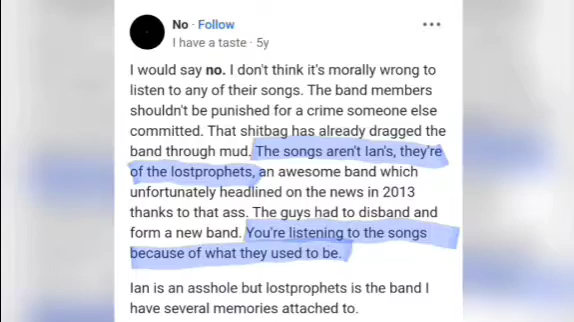 No · Follow
I have a taste · 5y
I would say no. I don't think it's morally wrong to
listen to any of their songs. The band members
shouldn't be punished for a crime someone else
committed. That shitbag has already dragged the
band through mud. The songs aren't Ian's, they're
of the lostprophets, an awesome band which
unfortunately headlined on the news in 2013
thanks to that ass. The guys had to disband and
form a new band. You're listening to the songs
because of what they used to be.
Ian is an asshole but lostprophets is the band I
have several memories attached to.